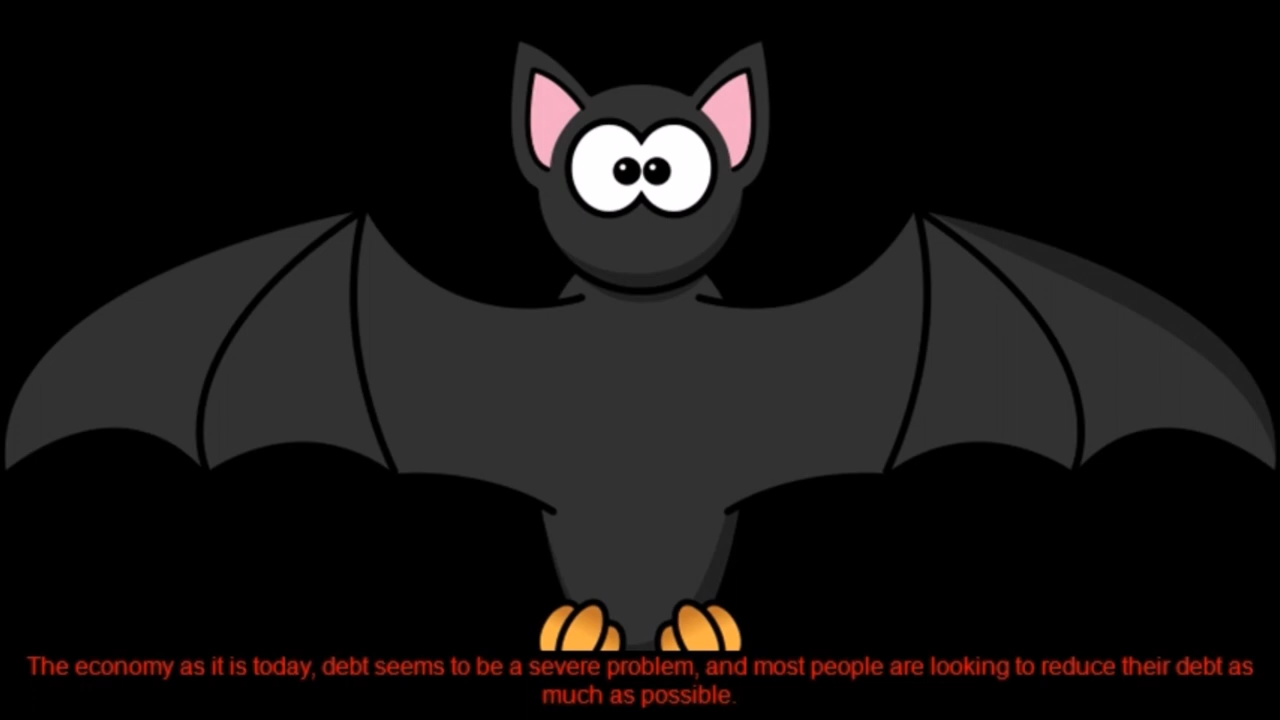 The economy as it is today, debt seems to be a severe problem, and most people are looking to reduce their debt as
much as possible.